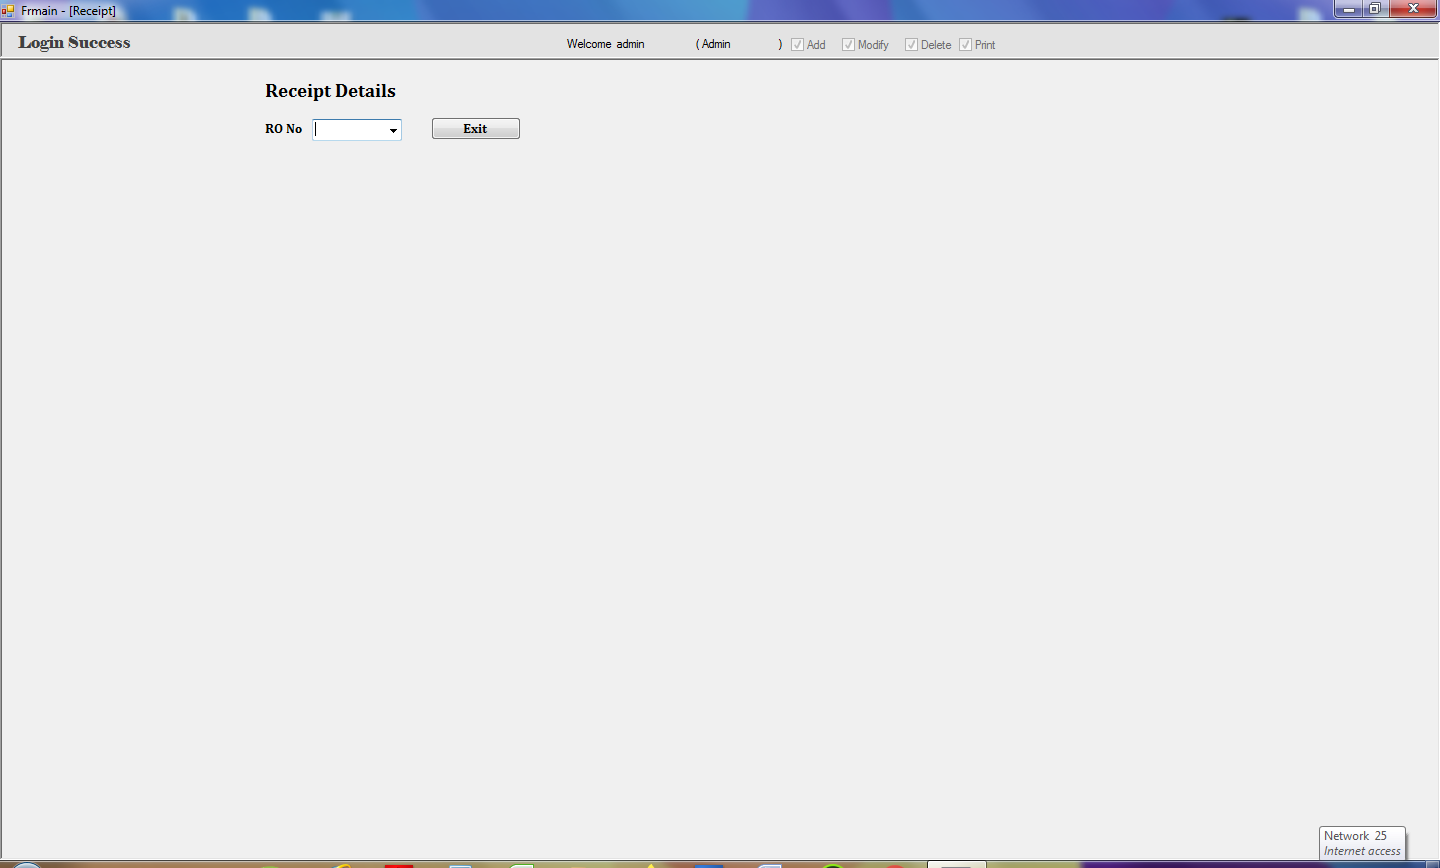 Frmain - [Receipt]
Login Success
Welcome admin ( Admin ) Add Modify Delete Print
Receipt Details
RO No Exit
Network 25
Internet access